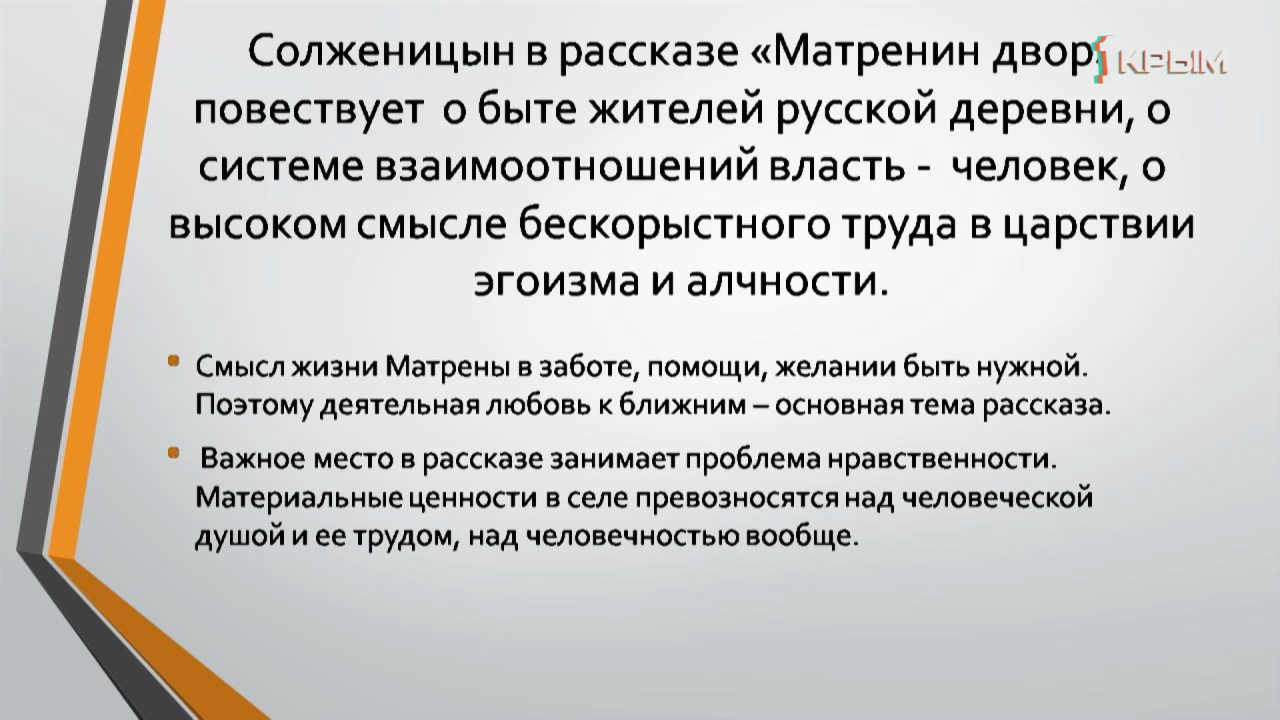 Солженицын в рассказе «Матренин двор»
КРЫМ
повествует о быте жителей русской деревни, о
системе взаимоотношений власть - человек, о
высоком смысле бескорыстного труда в царствии
эгоизма и алчности.
Смысл жизни Матрены в заботе, помощи, желании быть нужной.
Поэтому деятельная любовь к ближним – основная тема рассказа.
Важное место в рассказе занимает проблема нравственности.
Материальные ценности в селе превозносятся над человеческой
душой и ее трудом, над человечностью вообще.